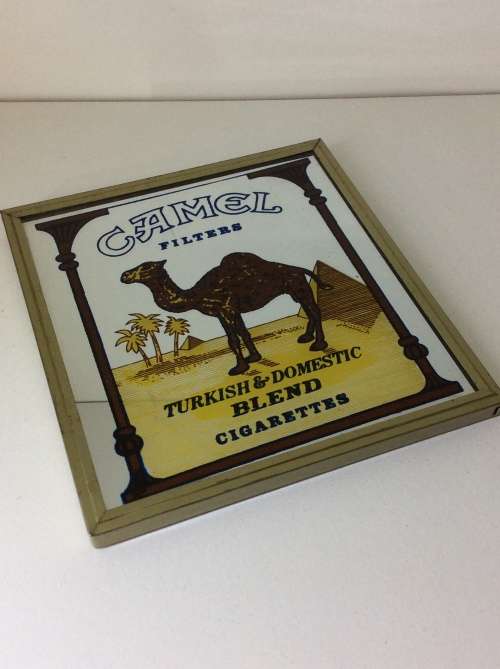 CAMEL
FILTERS
TURKISH & DOMESTIC
BLEND
CIGARETTES